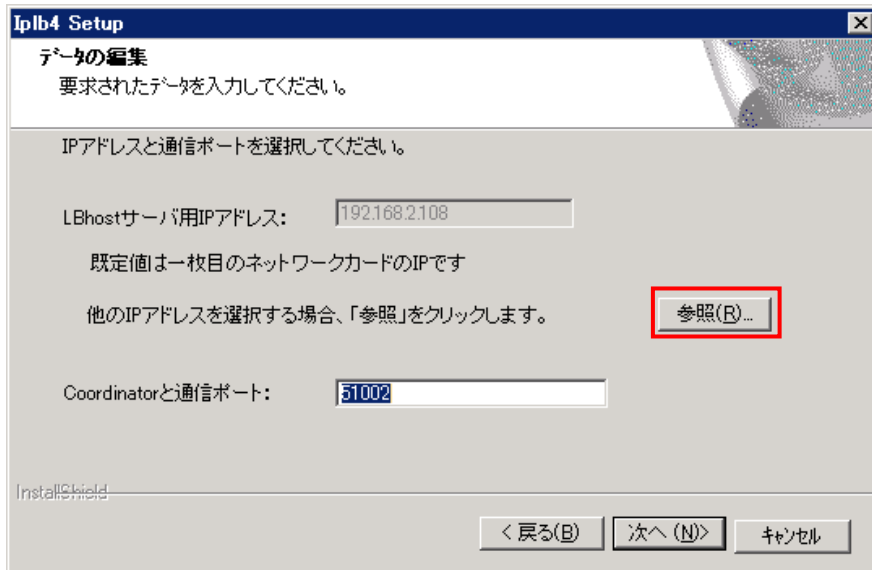 Iplb4 Setup
データの編集
要求されたデータを入力してください。
IPアドレスと通信ポートを選択してください。
LBhostサーバ用IPアドレス: 192.168.2.108
既定値は一枚目のネットワークカードのIPです
他のIPアドレスを選択する場合、「参照」をクリックします。 参照(R)...
Coordinatorと通信ポート: 51002
InstallShield
< 戻る(B) 次へ (N)> キャンセル